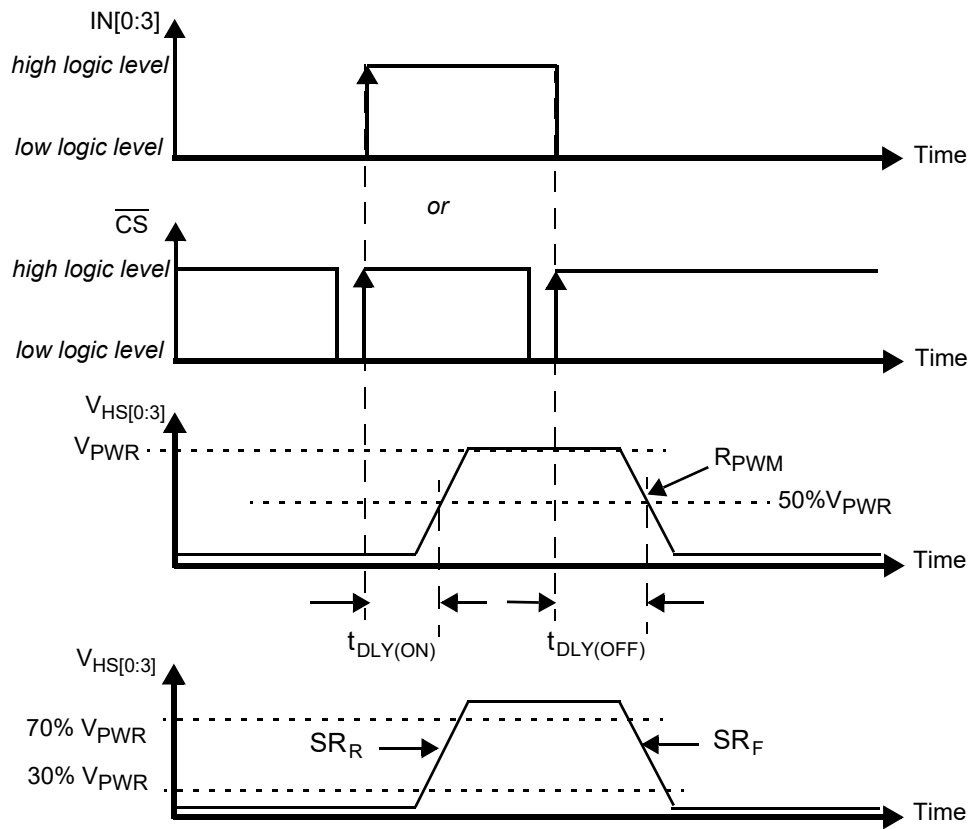 IN[0:3]
high logic level
low logic level
Time
or
CS
high logic level
low logic level
Time
VHS[0:3]
VPWR
RPWM
50%VPWR
Time
tDLY(ON)
tDLY(OFF)
VHS[0:3]
70% VPWR
SRR
SRF
30% VPWR
Time